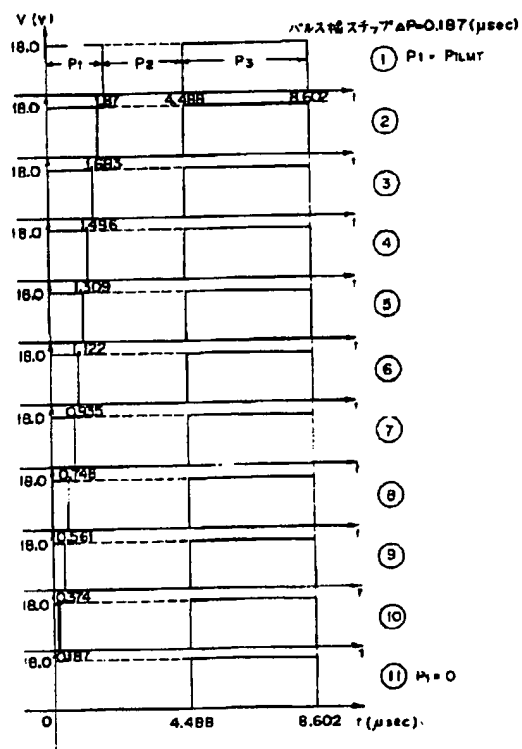 V (v)
パルス幅ステップ ΔP=0.187(μsec)
18.0
P1 P2 P3
① P1 = P1LMT
1.87 4.488 8.602 t
18.0
②
1.683 t
18.0
③
1.496 t
18.0
④
1.309 t
18.0
⑤
1.122 t
18.0
⑥
0.935 t
18.0
⑦
0.748 t
18.0
⑧
0.561 t
18.0
⑨
0.374 t
18.0
⑩
0.187 t
18.0
⑪ P1 = 0
0 4.488 8.602 t (μsec)